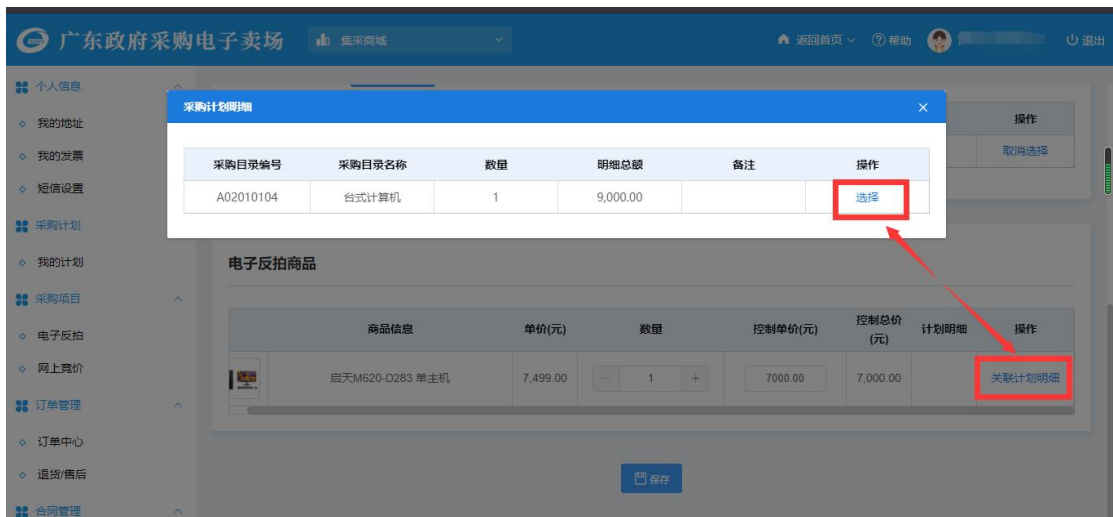 广东政府采购电子卖场
集采商城
返回首页
帮助
退出
个人信息
我的地址
我的发票
短信设置
采购计划
我的计划
采购项目
电子反拍
网上竞价
订单管理
订单中心
退货/售后
合同管理
操作
取消选择
采购计划明细
×
采购目录编号 采购目录名称 数量 明细总额 备注 操作
A02010104 台式计算机 1 9,000.00 选择
电子反拍商品
商品信息 单价(元) 数量 控制单价(元) 控制总价 计划明细 操作
(元)
启天M620-D283 单主机 7,499.00 − 1 + 7000.00 7,000.00 关联计划明细
保存